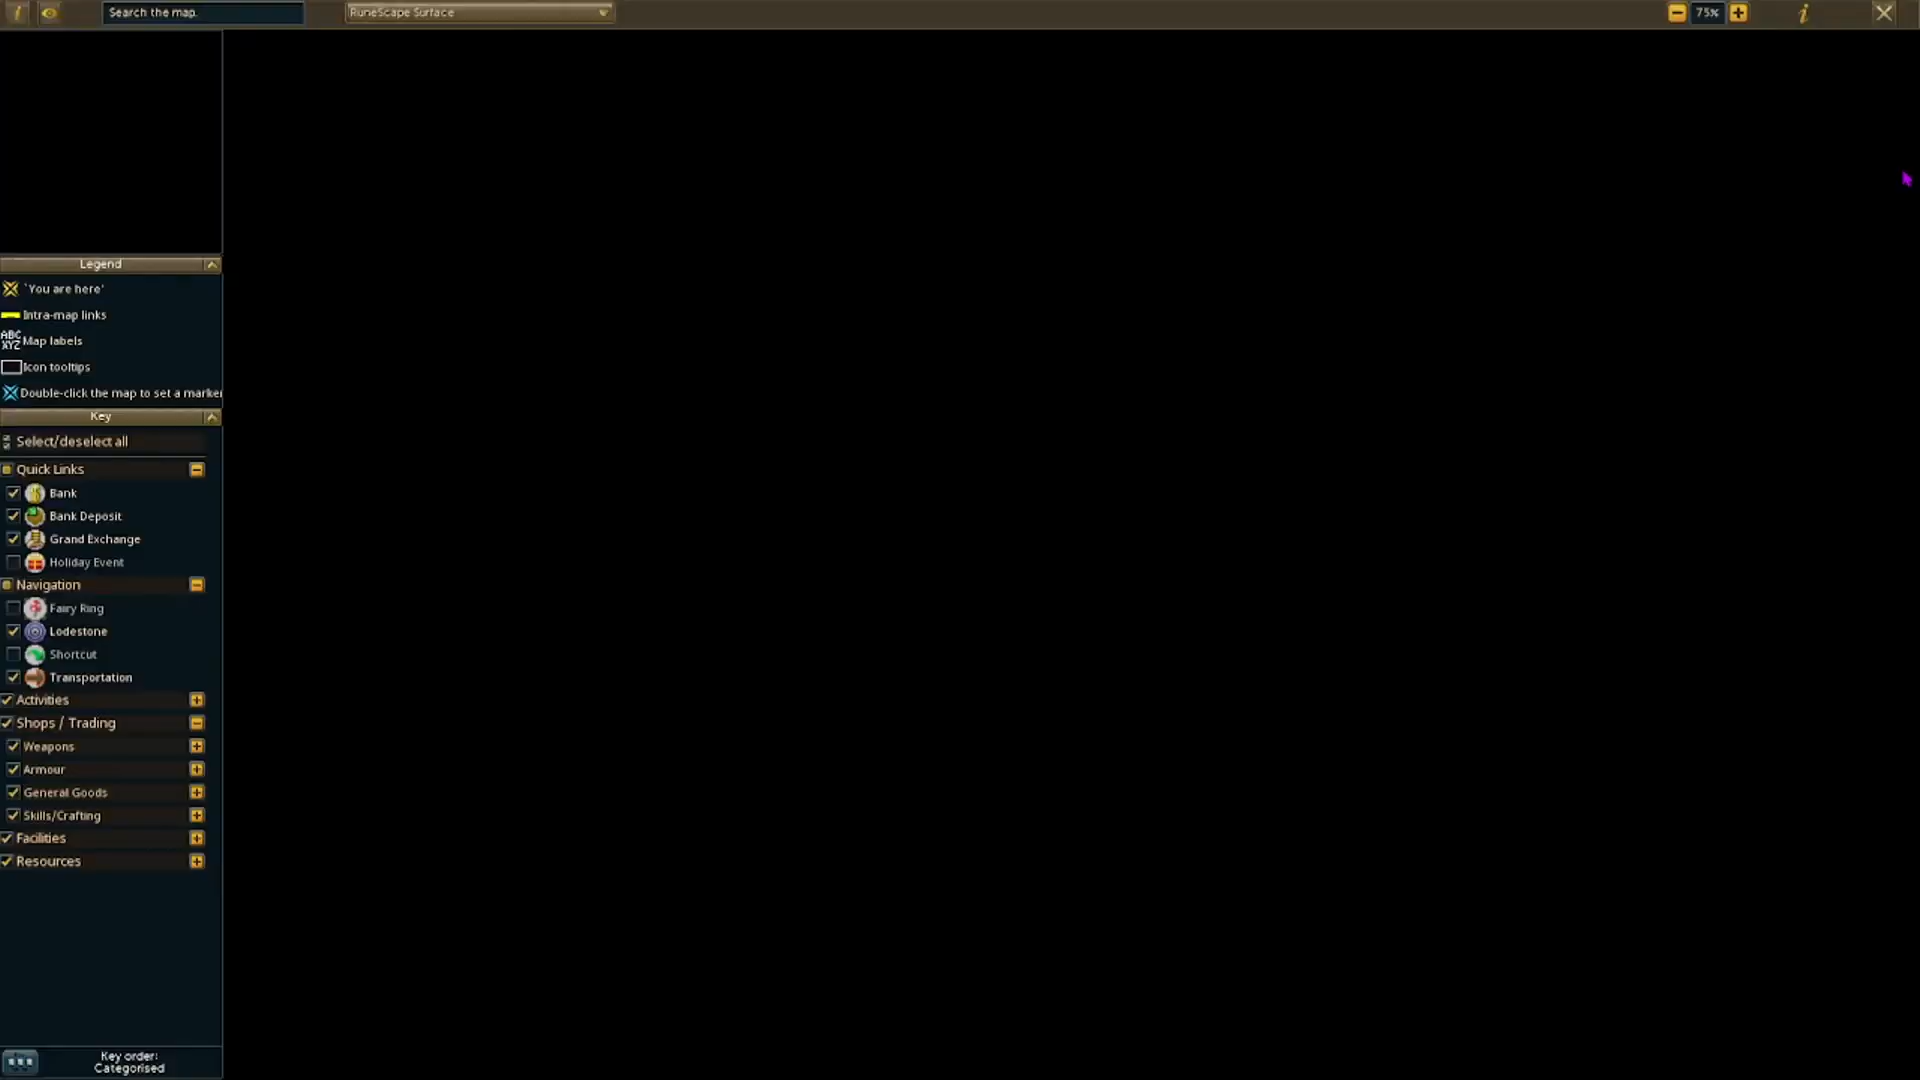 Search the map.
RuneScape Surface
75%
Legend
'You are here'
Intra-map links
ABC
XYZ
Map labels
Icon tooltips
Double-click the map to set a marker
Key
Select/deselect all
Quick Links
Bank
Bank Deposit
Grand Exchange
Holiday Event
Navigation
Fairy Ring
Lodestone
Shortcut
Transportation
Activities
Shops / Trading
Weapons
Armour
General Goods
Skills/Crafting
Facilities
Resources
Key order:
Categorised